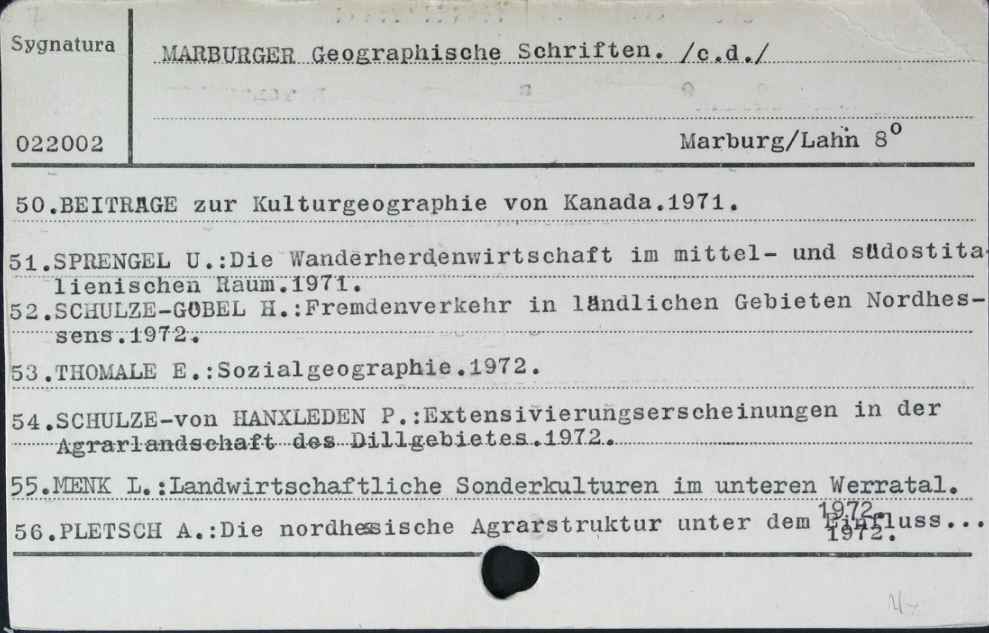 Sygnatura
MARBURGER Geographische Schriften. /c.d./
022002
Marburg/Lahn 8°
50.BEITRÄGE zur Kulturgeographie von Kanada.1971.
51.SPRENGEL U.:Die Wanderherdenwirtschaft im mittel- und südostita-
lienischen Raum.1971.
52.SCHULZE-GÖBEL H.:Fremdenverkehr in ländlichen Gebieten Nordhes-
sens.1972.
53.THOMALE E.:Sozialgeographie.1972.
54.SCHULZE-von HANXLEDEN P.:Extensivierungserscheinungen in der
Agrarlandschaft des Dillgebietes.1972.
55.MENK L.:Landwirtschaftliche Sonderkulturen im unteren Werratal.
1972.
56.PLETSCH A.:Die nordhessische Agrarstruktur unter dem Einfluss...
1972.